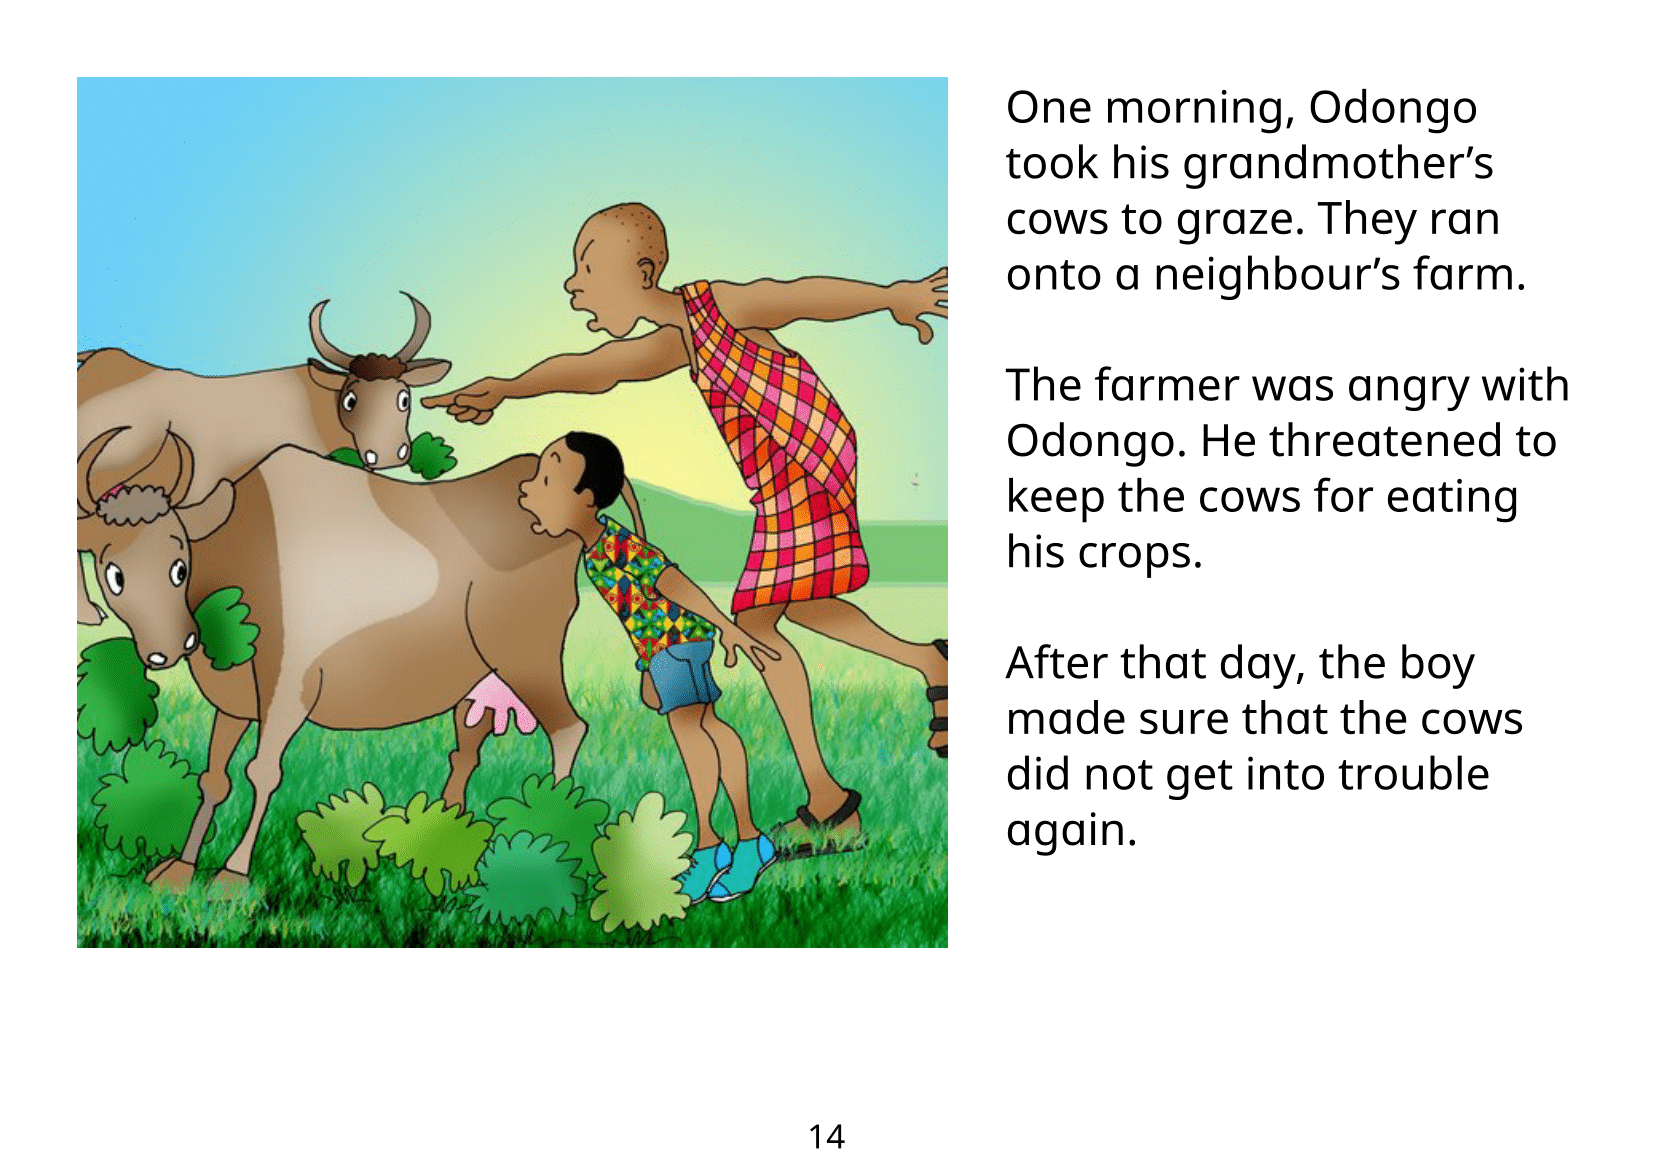 One morning, Odongo
took his grandmother’s
cows to graze. They ran
onto a neighbour’s farm.
The farmer was angry with
Odongo. He threatened to
keep the cows for eating
his crops.
After that day, the boy
made sure that the cows
did not get into trouble
again.
14